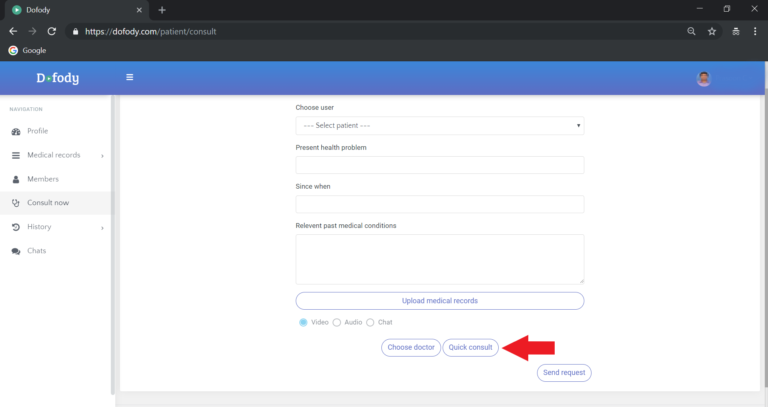 Dofody
https://dofody.com/patient/consult
Google
Dofody
NAVIGATION
Profile
Medical records
Members
Consult now
History
Chats
Choose user
--- Select patient ---
Present health problem
Since when
Relevent past medical conditions
Upload medical records
Video Audio Chat
Choose doctor Quick consult
Send request